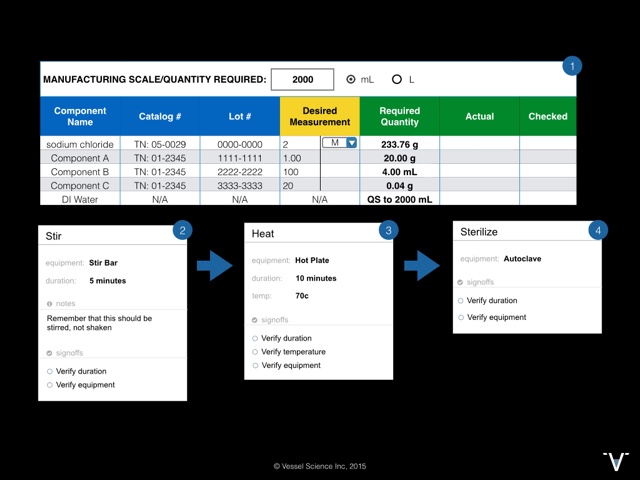 1
MANUFACTURING SCALE/QUANTITY REQUIRED: 2000 mL L
Component Name Catalog # Lot # Desired Measurement Required Quantity Actual Checked
sodium chloride TN: 05-0029 0000-0000 2 M 233.76 g
Component A TN: 01-2345 1111-1111 1.00 20.00 g
Component B TN: 01-2345 2222-2222 100 4.00 mL
Component C TN: 01-2345 3333-3333 20 0.04 g
DI Water N/A N/A N/A QS to 2000 mL
2
Stir
equipment: Stir Bar
duration: 5 minutes
notes
Remember that this should be
stirred, not shaken
signoffs
Verify duration
Verify equipment
3
Heat
equipment: Hot Plate
duration: 10 minutes
temp: 70c
signoffs
Verify duration
Verify temperature
Verify equipment
4
Sterilize
equipment: Autoclave
signoffs
Verify duration
Verify equipment
© Vessel Science Inc, 2015